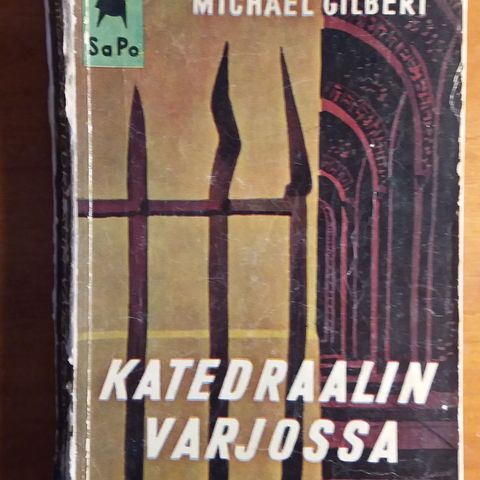 MICHAEL GILBERT
SaPo
KATEDRAALIN
VARJOSSA